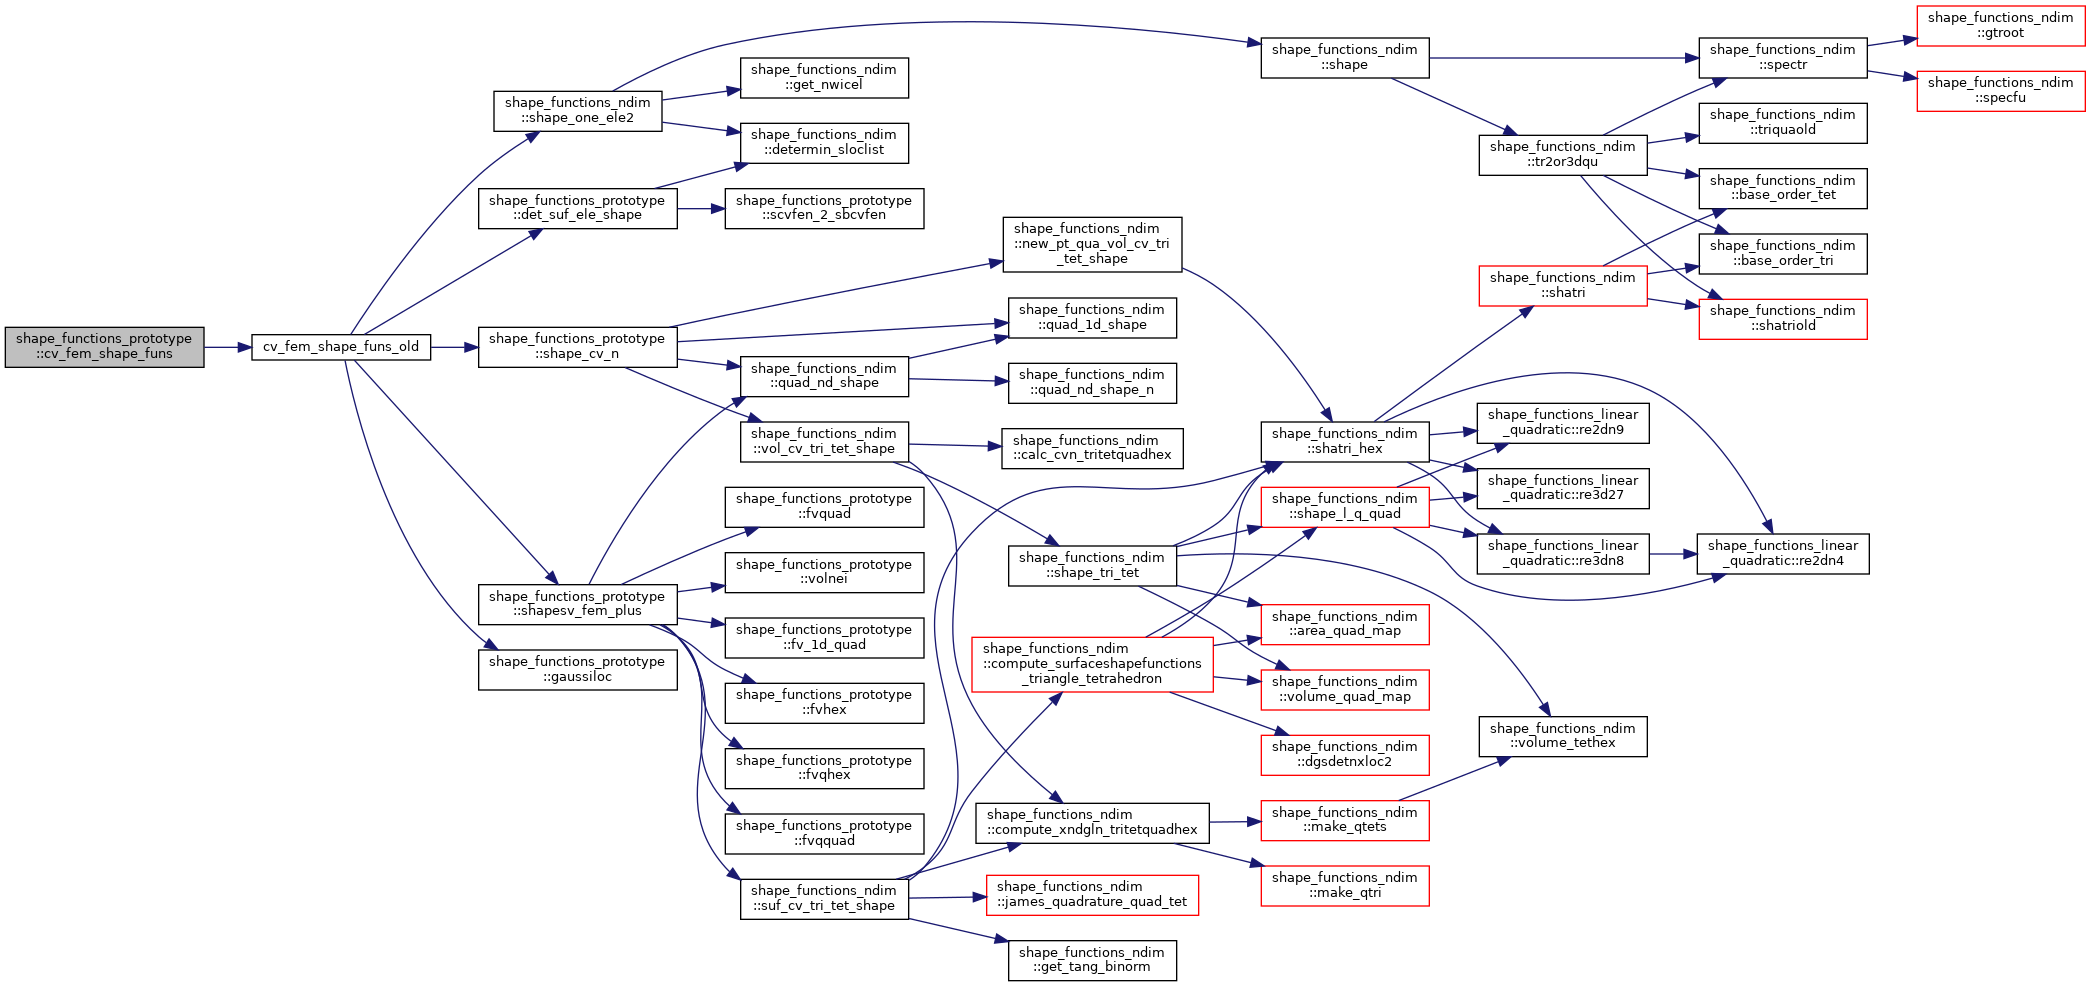 shape_functions_prototype
::cv_fem_shape_funs
cv_fem_shape_funs_old
shape_functions_ndim
::shape_one_ele2
shape_functions_prototype
::det_suf_ele_shape
shape_functions_prototype
::shape_cv_n
shape_functions_prototype
::shapesv_fem_plus
shape_functions_prototype
::gaussiloc
shape_functions_ndim
::get_nwicel
shape_functions_ndim
::determin_sloclist
shape_functions_prototype
::scvfen_2_sbcvfen
shape_functions_ndim
::quad_nd_shape
shape_functions_ndim
::vol_cv_tri_tet_shape
shape_functions_prototype
::fvquad
shape_functions_prototype
::volnei
shape_functions_prototype
::fv_1d_quad
shape_functions_prototype
::fvhex
shape_functions_prototype
::fvqhex
shape_functions_prototype
::fvqquad
shape_functions_ndim
::suf_cv_tri_tet_shape
shape_functions_ndim
::new_pt_qua_vol_cv_tri
_tet_shape
shape_functions_ndim
::quad_1d_shape
shape_functions_ndim
::quad_nd_shape_n
shape_functions_ndim
::calc_cvn_tritetquadhex
shape_functions_ndim
::shape_tri_tet
shape_functions_ndim
::compute_surfaceshapefunctions
_triangle_tetrahedron
shape_functions_ndim
::compute_xndgln_tritetquadhex
shape_functions_ndim
::james_quadrature_quad_tet
shape_functions_ndim
::get_tang_binorm
shape_functions_ndim
::shape
shape_functions_ndim
::shatri_hex
shape_functions_ndim
::shape_l_q_quad
shape_functions_ndim
::area_quad_map
shape_functions_ndim
::volume_quad_map
shape_functions_ndim
::dgsdetnxloc2
shape_functions_ndim
::make_qtets
shape_functions_ndim
::make_qtri
shape_functions_ndim
::tr2or3dqu
shape_functions_ndim
::shatri
shape_functions_linear
_quadratic::re2dn9
shape_functions_linear
_quadratic::re3d27
shape_functions_linear
_quadratic::re3dn8
shape_functions_ndim
::volume_tethex
shape_functions_ndim
::spectr
shape_functions_ndim
::triquaold
shape_functions_ndim
::base_order_tet
shape_functions_ndim
::base_order_tri
shape_functions_ndim
::shatriold
shape_functions_linear
_quadratic::re2dn4
shape_functions_ndim
::gtroot
shape_functions_ndim
::specfu